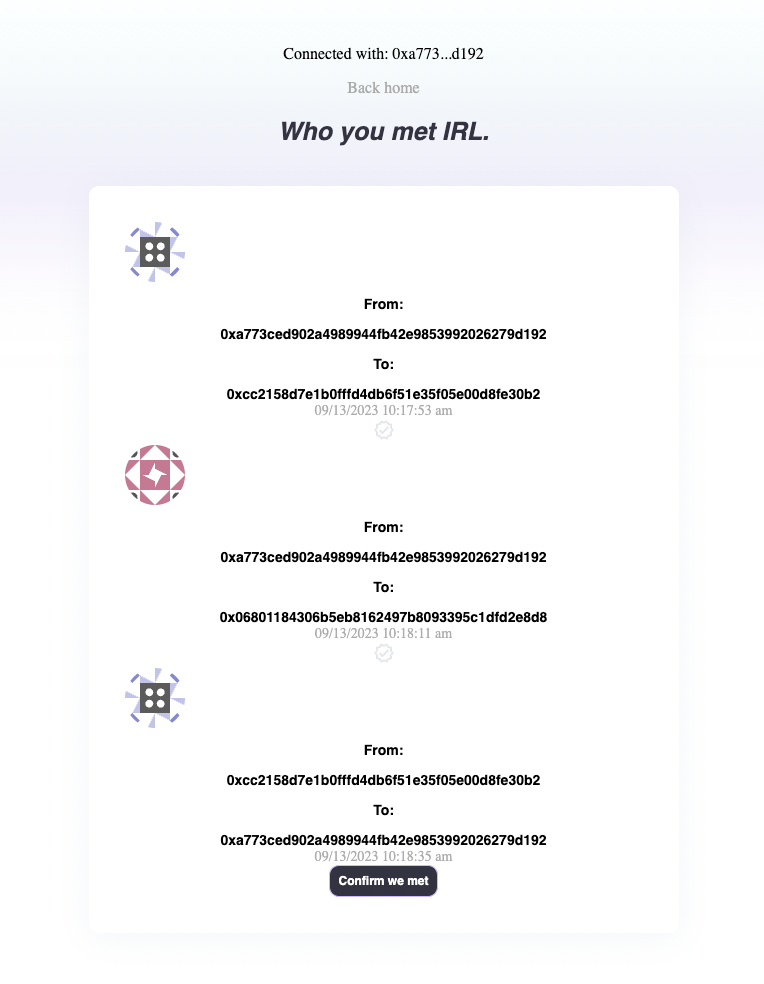 Connected with: 0xa773...d192
Back home
Who you met IRL.
From:
0xa773ced902a4989944fb42e9853992026279d192
To:
0xcc2158d7e1b0fffd4db6f51e35f05e00d8fe30b2
09/13/2023 10:17:53 am
From:
0xa773ced902a4989944fb42e9853992026279d192
To:
0x06801184306b5eb8162497b8093395c1dfd2e8d8
09/13/2023 10:18:11 am
From:
0xcc2158d7e1b0fffd4db6f51e35f05e00d8fe30b2
To:
0xa773ced902a4989944fb42e9853992026279d192
09/13/2023 10:18:35 am
Confirm we met